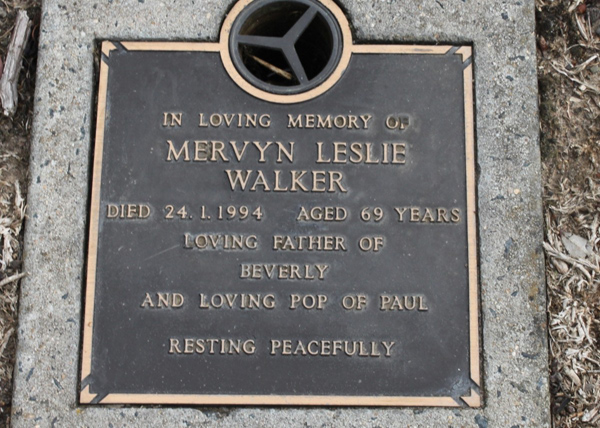 IN LOVING MEMORY OF
MERVYN LESLIE
WALKER
DIED 24.1.1994 AGED 69 YEARS
LOVING FATHER OF
BEVERLY
AND LOVING POP OF PAUL
RESTING PEACEFULLY